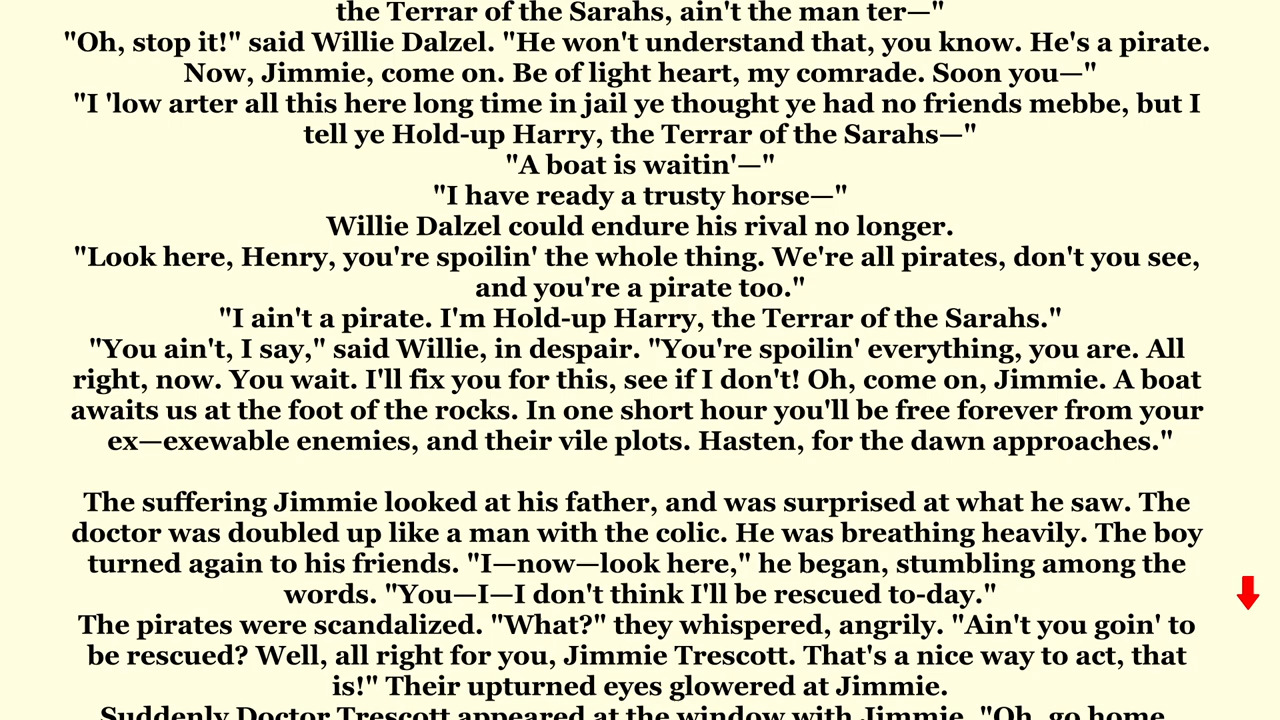 the Terrar of the Sarahs, ain't the man ter—"
"Oh, stop it!" said Willie Dalzel. "He won't understand that, you know. He's a pirate.
Now, Jimmie, come on. Be of light heart, my comrade. Soon you—"
"I 'low arter all this here long time in jail ye thought ye had no friends mebbe, but I
tell ye Hold-up Harry, the Terrar of the Sarahs—"
"A boat is waitin'—"
"I have ready a trusty horse—"
Willie Dalzel could endure his rival no longer.
"Look here, Henry, you're spoilin' the whole thing. We're all pirates, don't you see,
and you're a pirate too."
"I ain't a pirate. I'm Hold-up Harry, the Terrar of the Sarahs."
"You ain't, I say," said Willie, in despair. "You're spoilin' everything, you are. All
right, now. You wait. I'll fix you for this, see if I don't! Oh, come on, Jimmie. A boat
awaits us at the foot of the rocks. In one short hour you'll be free forever from your
ex—exewable enemies, and their vile plots. Hasten, for the dawn approaches."
The suffering Jimmie looked at his father, and was surprised at what he saw. The
doctor was doubled up like a man with the colic. He was breathing heavily. The boy
turned again to his friends. "I—now—look here," he began, stumbling among the
words. "You—I—I don't think I'll be rescued to-day."
The pirates were scandalized. "What?" they whispered, angrily. "Ain't you goin' to
be rescued? Well, all right for you, Jimmie Trescott. That's a nice way to act, that
is!" Their upturned eyes glowered at Jimmie.
Suddenly Doctor Trescott appeared at the window with Jimmie. "Oh, go home,